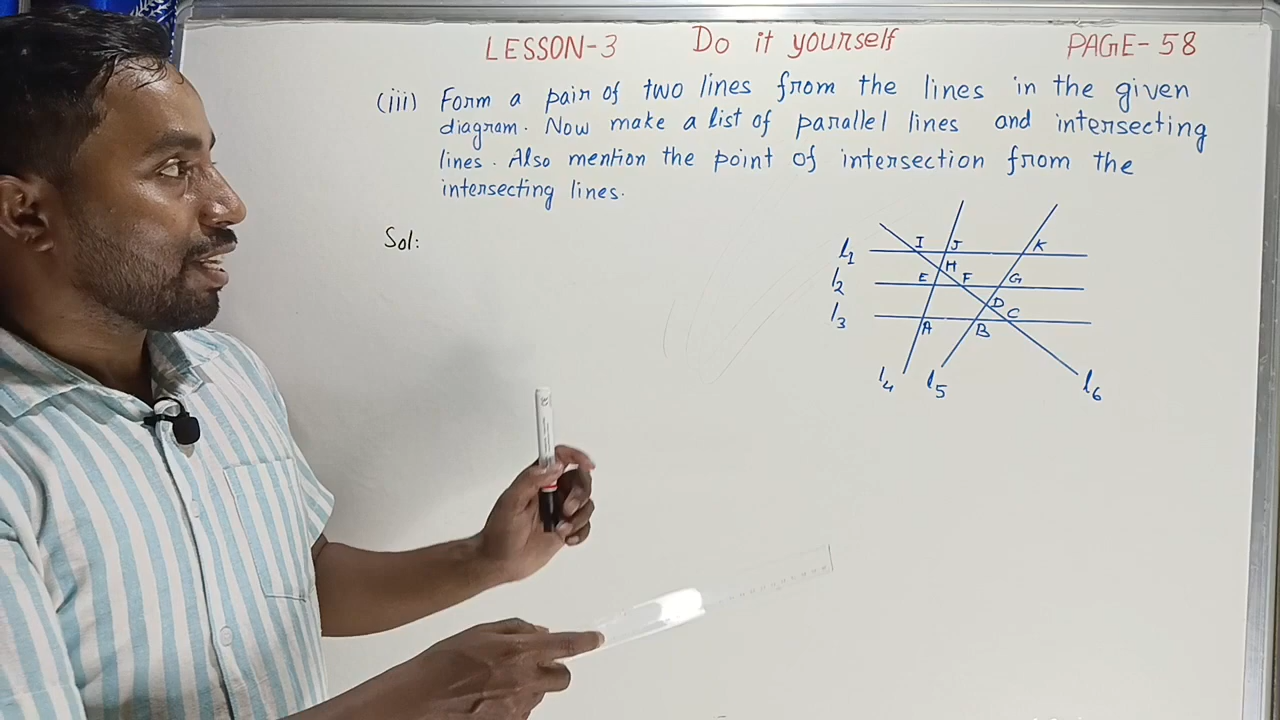 LESSON-3 Do it yourself PAGE-58
(iii) Form a pair of two lines from the lines in the given
diagram. Now make a list of parallel lines and intersecting
lines. Also mention the point of intersection from the
intersecting lines.
Sol:
l1 I J K
H
l2 E F G
D
l3 A B C
l4 l5 l6